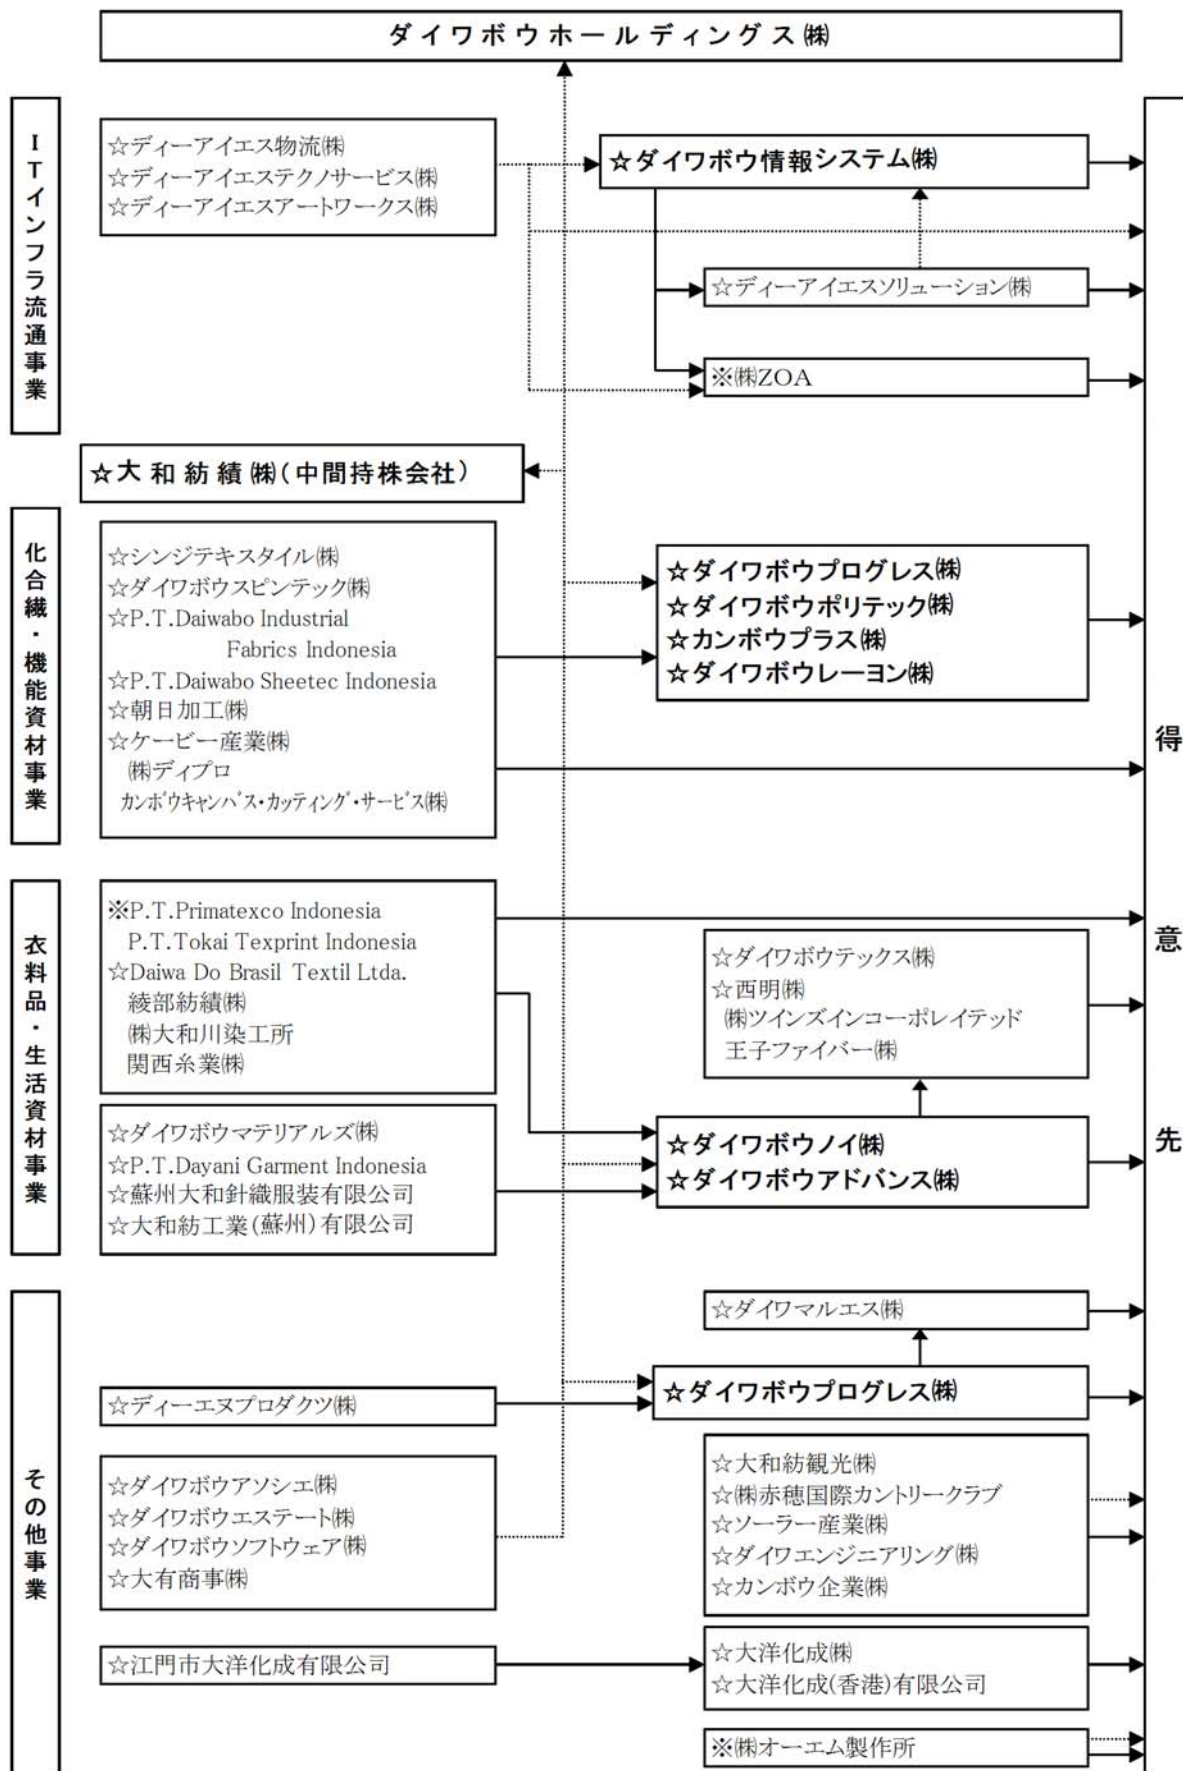 ダイワボウホールディングス㈱
ITインフラ流通事業
☆ディーアイエス物流㈱
☆ディーアイエステクノサービス㈱
☆ディーアイエスアートワークス㈱
☆ダイワボウ情報システム㈱
☆ディーアイエスソリューション㈱
※㈱ZOA
☆大和紡績㈱(中間持株会社)
化合繊・機能資材事業
☆シンジテキスタイル㈱
☆ダイワボウスピンテック㈱
☆P.T.Daiwabo Industrial
Fabrics Indonesia
☆P.T.Daiwabo Sheetec Indonesia
☆朝日加工㈱
☆ケービー産業㈱
㈱ディプロ
カンボウキャンバス・カッティング・サービス㈱
☆ダイワボウプログレス㈱
☆ダイワボウポリテック㈱
☆カンボウプラス㈱
☆ダイワボウレーヨン㈱
得意先
衣料品・生活資材事業
※P.T.Primatexco Indonesia
P.T.Tokai Texprint Indonesia
☆Daiwa Do Brasil Textil Ltda.
綾部紡績㈱
㈱大和川染工所
関西糸業㈱
☆ダイワボウテックス㈱
☆西明㈱
㈱ツインズインコーポレイテッド
王子ファイバー㈱
☆ダイワボウマテリアルズ㈱
☆P.T.Dayani Garment Indonesia
☆蘇州大和針織服装有限公司
☆大和紡工業(蘇州)有限公司
☆ダイワボウノイ㈱
☆ダイワボウアドバンス㈱
その他事業
☆ダイワマルエス㈱
☆ディーエヌプロダクツ㈱
☆ダイワボウプログレス㈱
☆ダイワボウアソシエ㈱
☆ダイワボウエステート㈱
☆ダイワボウソフトウェア㈱
☆大有商事㈱
☆大和紡観光㈱
☆㈱赤穂国際カントリークラブ
☆ソーラー産業㈱
☆ダイワエンジニアリング㈱
☆カンボウ企業㈱
☆江門市大洋化成有限公司
☆大洋化成㈱
☆大洋化成(香港)有限公司
※㈱オーエム製作所